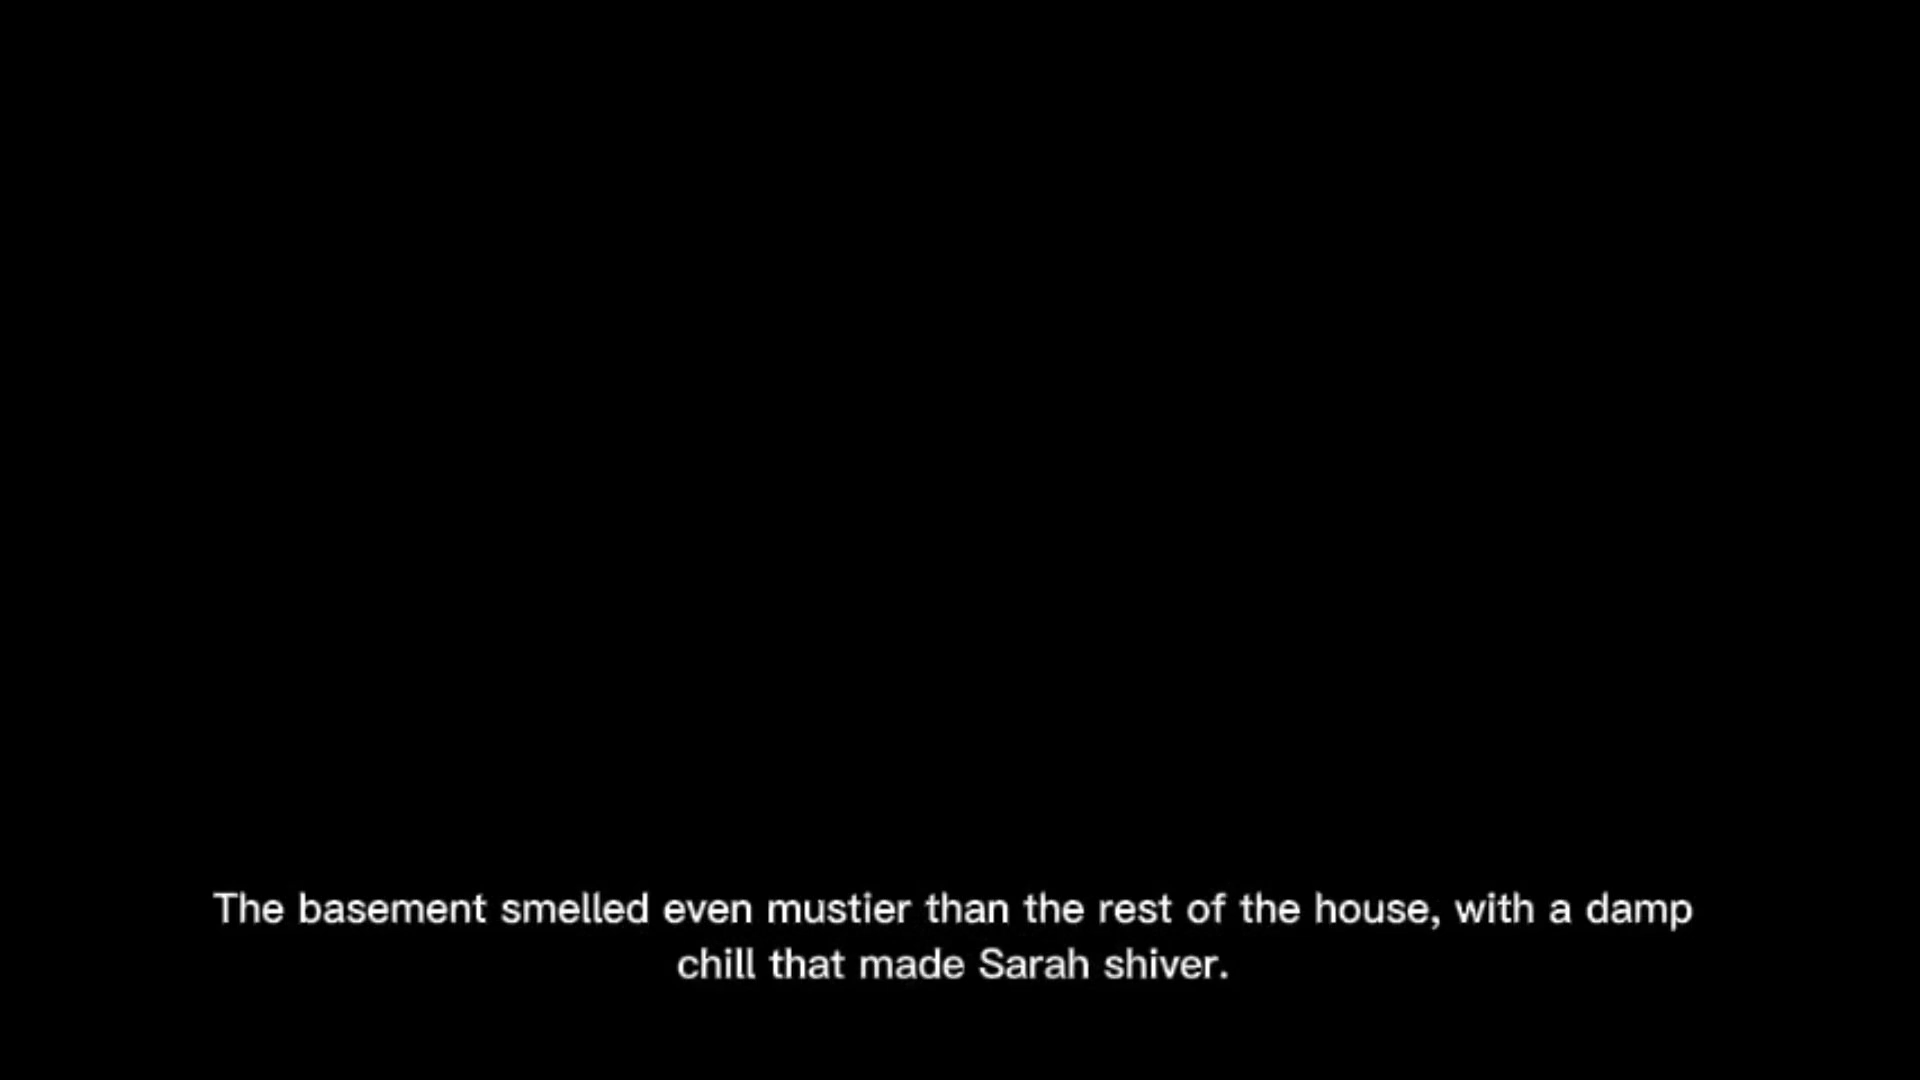 The basement smelled even mustier than the rest of the house, with a damp
chill that made Sarah shiver.